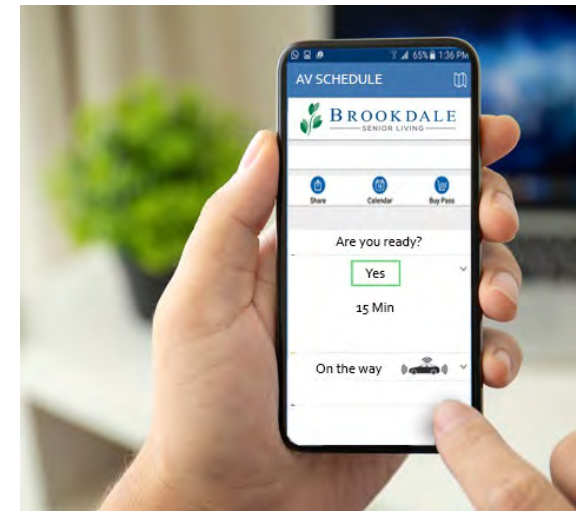 65% 1:36 PM
AV SCHEDULE
BROOKDALE
SENIOR LIVING
Share Calendar Buy Pass
Are you ready?
Yes
15 Min
On the way